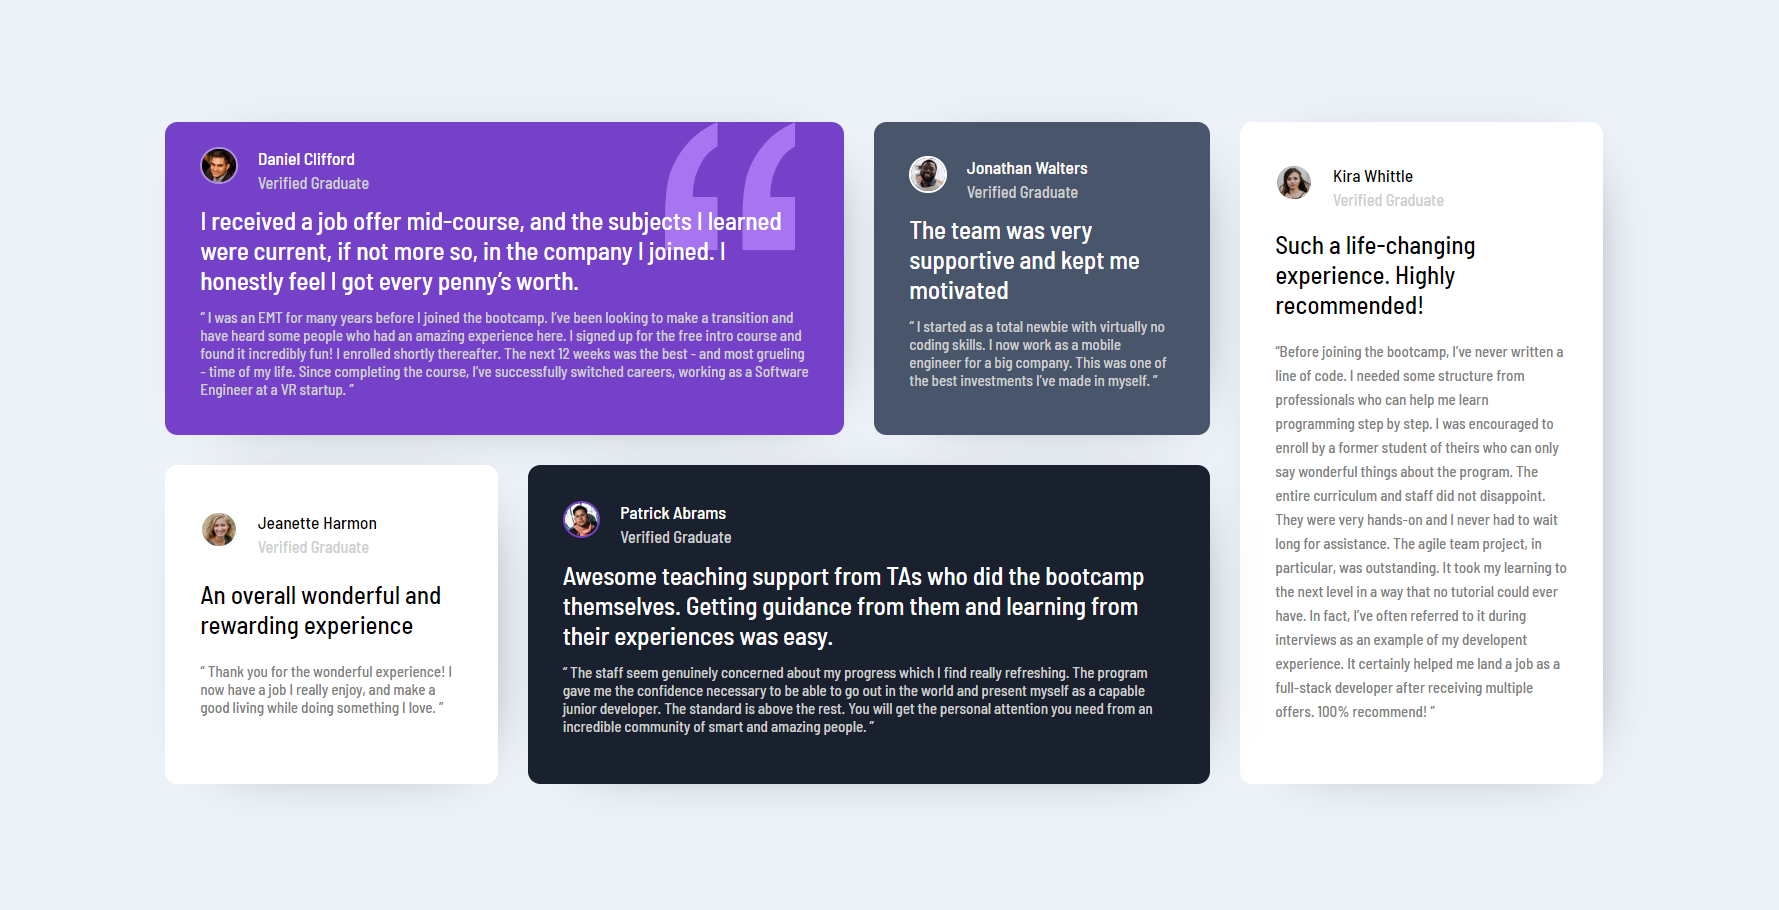 Daniel Clifford
Verified Graduate
I received a job offer mid-course, and the subjects I learned
were current, if not more so, in the company I joined. I
honestly feel I got every penny’s worth.
“ I was an EMT for many years before I joined the bootcamp. I’ve been looking to make a transition and
have heard some people who had an amazing experience here. I signed up for the free intro course and
found it incredibly fun! I enrolled shortly thereafter. The next 12 weeks was the best - and most grueling
- time of my life. Since completing the course, I’ve successfully switched careers, working as a Software
Engineer at a VR startup. ”
Jonathan Walters
Verified Graduate
The team was very
supportive and kept me
motivated
“ I started as a total newbie with virtually no
coding skills. I now work as a mobile
engineer for a big company. This was one of
the best investments I’ve made in myself. ”
Kira Whittle
Verified Graduate
Such a life-changing
experience. Highly
recommended!
“Before joining the bootcamp, I’ve never written a
line of code. I needed some structure from
professionals who can help me learn
programming step by step. I was encouraged to
enroll by a former student of theirs who can only
say wonderful things about the program. The
entire curriculum and staff did not disappoint.
They were very hands-on and I never had to wait
long for assistance. The agile team project, in
particular, was outstanding. It took my learning to
the next level in a way that no tutorial could ever
have. In fact, I’ve often referred to it during
interviews as an example of my developent
experience. It certainly helped me land a job as a
full-stack developer after receiving multiple
offers. 100% recommend! ”
Jeanette Harmon
Verified Graduate
An overall wonderful and
rewarding experience
“ Thank you for the wonderful experience! I
now have a job I really enjoy, and make a
good living while doing something I love. ”
Patrick Abrams
Verified Graduate
Awesome teaching support from TAs who did the bootcamp
themselves. Getting guidance from them and learning from
their experiences was easy.
“ The staff seem genuinely concerned about my progress which I find really refreshing. The program
gave me the confidence necessary to be able to go out in the world and present myself as a capable
junior developer. The standard is above the rest. You will get the personal attention you need from an
incredible community of smart and amazing people. ”